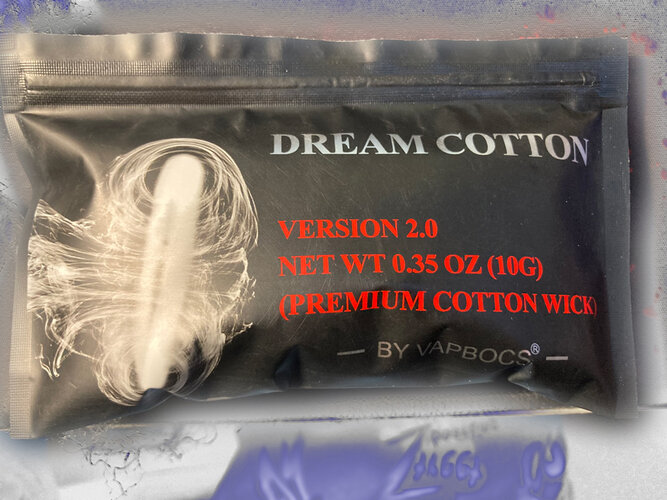 DREAM COTTON
VERSION 2.0
NET WT 0.35 OZ (10G)
(PREMIUM COTTON WICK)
— BY VAPBOCS® —